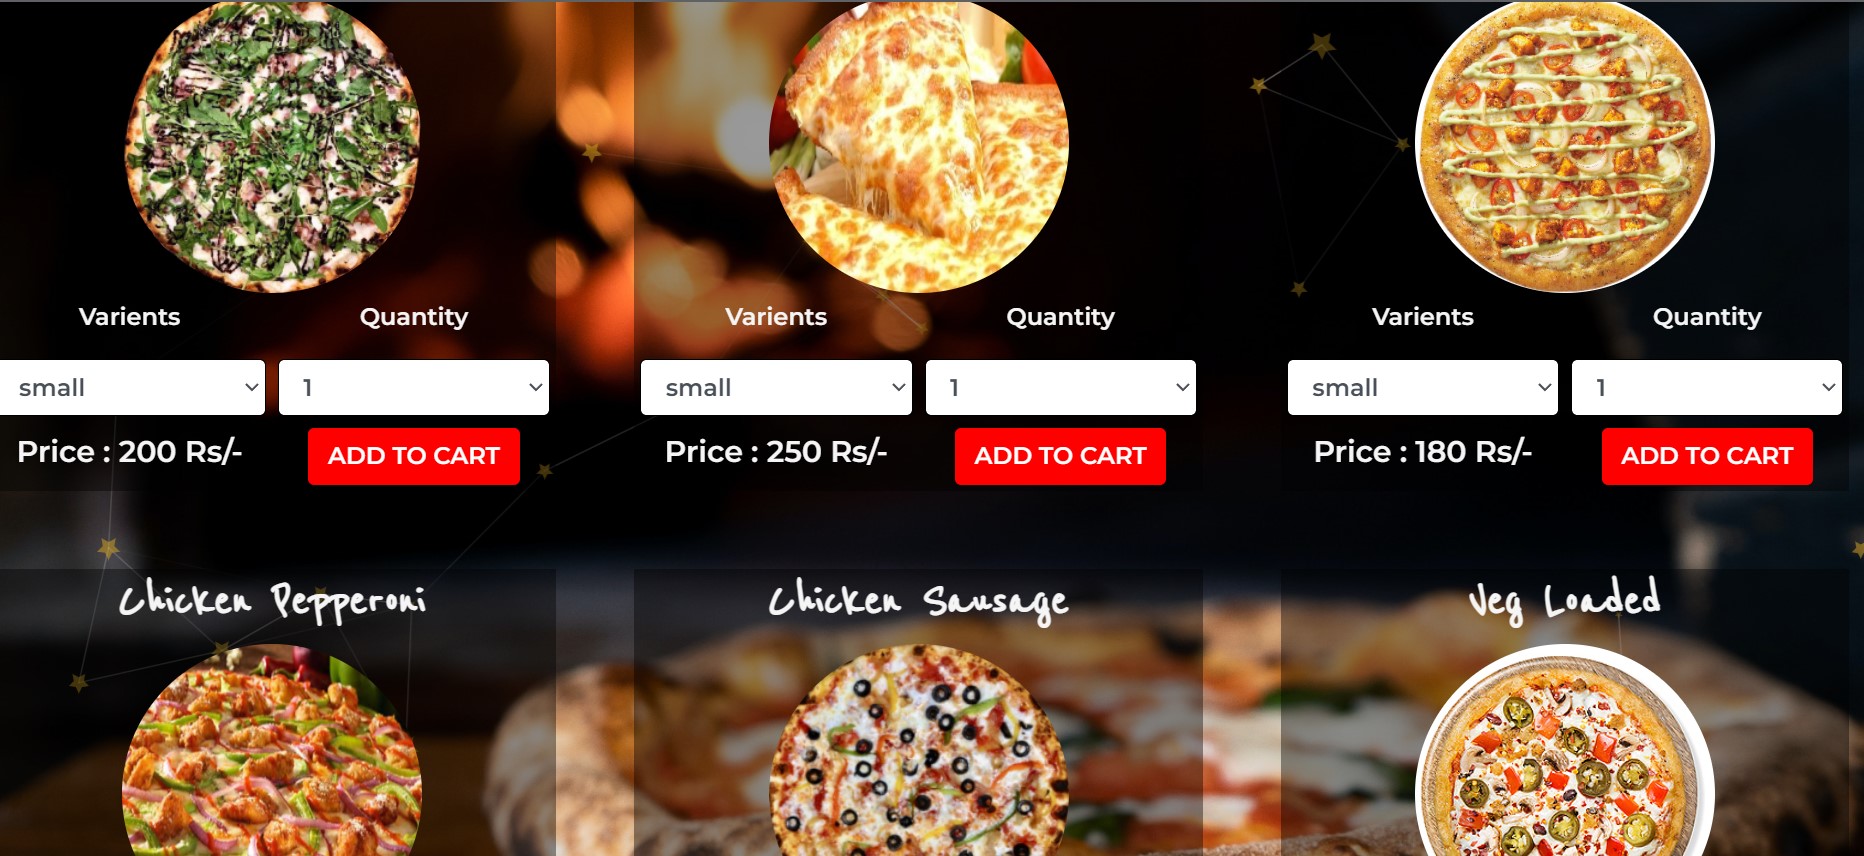 Varients Quantity Varients Quantity Varients Quantity
small 1 small 1 small 1
Price : 200 Rs/- ADD TO CART Price : 250 Rs/- ADD TO CART Price : 180 Rs/- ADD TO CART
Chicken Pepperoni Chicken Sausage Veg Loaded